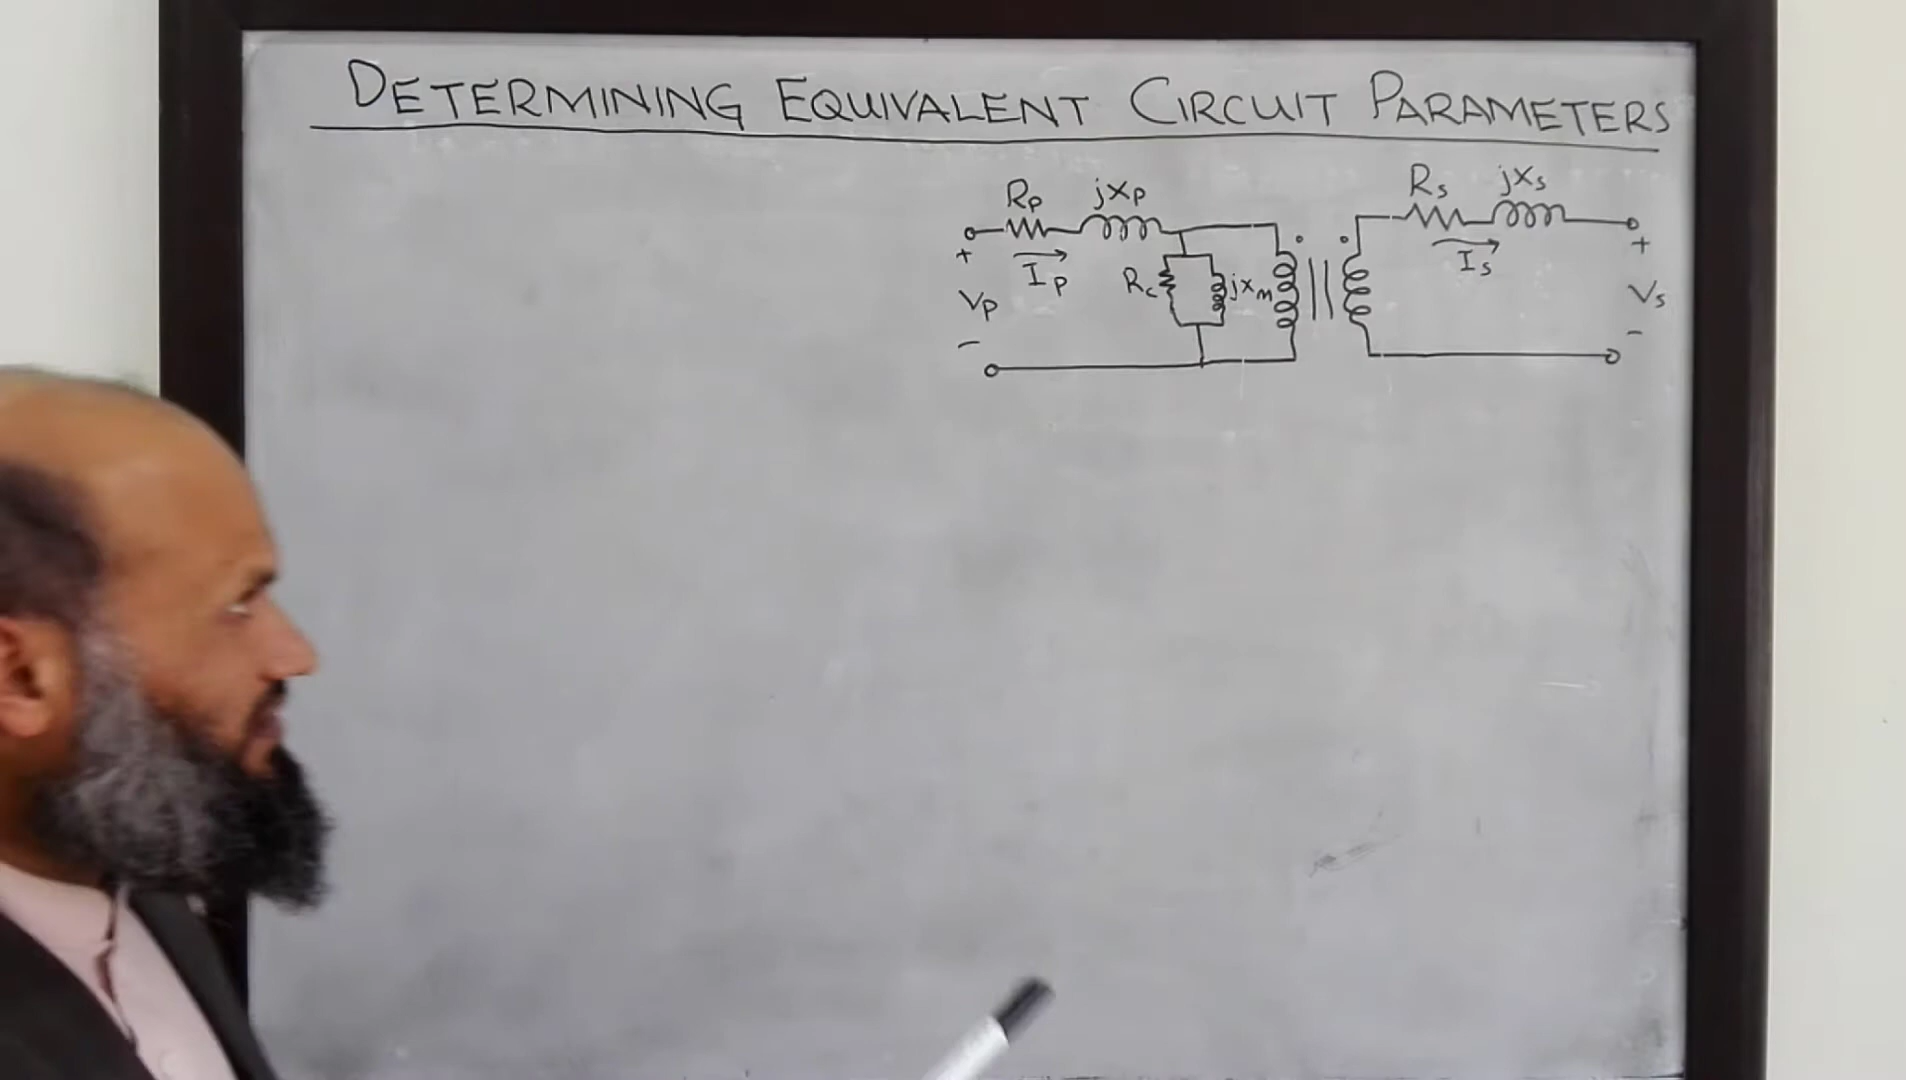 DETERMINING EQUIVALENT CIRCUIT PARAMETERS
Rp jXp Rs jXs
+ Ip Is +
Vp Rc jXm Vs
- -